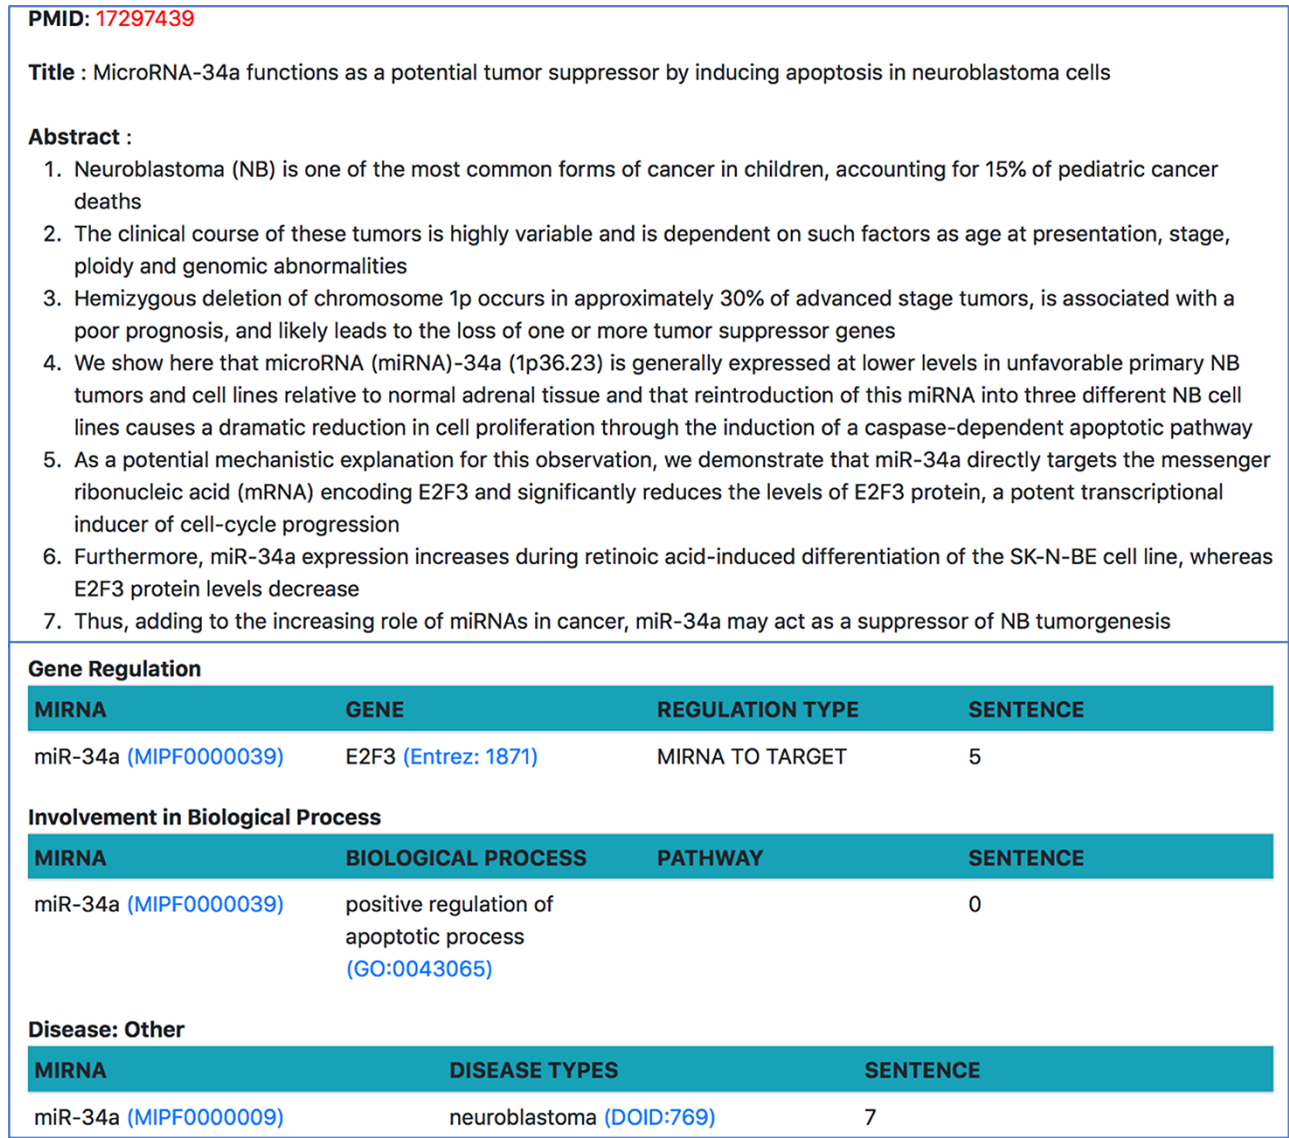 PMID: 17297439
Title : MicroRNA-34a functions as a potential tumor suppressor by inducing apoptosis in neuroblastoma cells
Abstract :
1. Neuroblastoma (NB) is one of the most common forms of cancer in children, accounting for 15% of pediatric cancer
deaths
2. The clinical course of these tumors is highly variable and is dependent on such factors as age at presentation, stage,
ploidy and genomic abnormalities
3. Hemizygous deletion of chromosome 1p occurs in approximately 30% of advanced stage tumors, is associated with a
poor prognosis, and likely leads to the loss of one or more tumor suppressor genes
4. We show here that microRNA (miRNA)-34a (1p36.23) is generally expressed at lower levels in unfavorable primary NB
tumors and cell lines relative to normal adrenal tissue and that reintroduction of this miRNA into three different NB cell
lines causes a dramatic reduction in cell proliferation through the induction of a caspase-dependent apoptotic pathway
5. As a potential mechanistic explanation for this observation, we demonstrate that miR-34a directly targets the messenger
ribonucleic acid (mRNA) encoding E2F3 and significantly reduces the levels of E2F3 protein, a potent transcriptional
inducer of cell-cycle progression
6. Furthermore, miR-34a expression increases during retinoic acid-induced differentiation of the SK-N-BE cell line, whereas
E2F3 protein levels decrease
7. Thus, adding to the increasing role of miRNAs in cancer, miR-34a may act as a suppressor of NB tumorgenesis
Gene Regulation
MIRNA GENE REGULATION TYPE SENTENCE
miR-34a (MIPF0000039) E2F3 (Entrez: 1871) MIRNA TO TARGET 5
Involvement in Biological Process
MIRNA BIOLOGICAL PROCESS PATHWAY SENTENCE
miR-34a (MIPF0000039) positive regulation of 0
apoptotic process
(GO:0043065)
Disease: Other
MIRNA DISEASE TYPES SENTENCE
miR-34a (MIPF0000009) neuroblastoma (DOID:769) 7